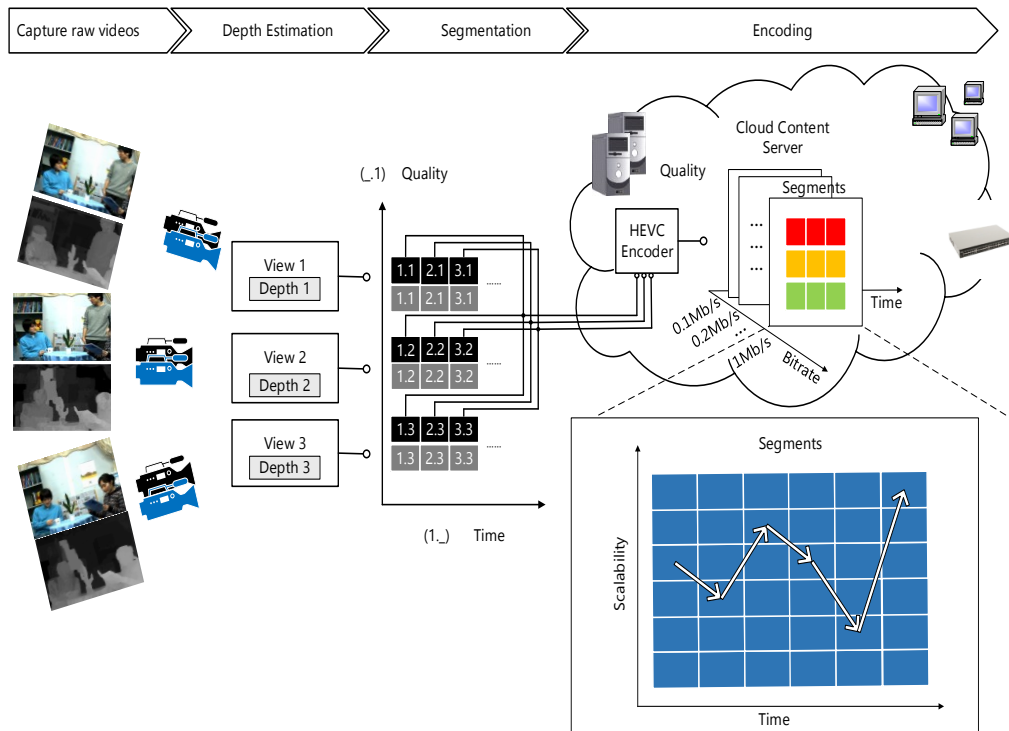 Capture raw videos
Depth Estimation
Segmentation
Encoding
View 1
Depth 1
View 2
Depth 2
View 3
Depth 3
(_.1) Quality
1.1 2.1 3.1
1.1 2.1 3.1 ......
1.2 2.2 3.2
1.2 2.2 3.2 ......
1.3 2.3 3.3
1.3 2.3 3.3 ......
(1._) Time
Cloud Content
Server
Quality
Segments
HEVC
Encoder
...
...
...
Time
0.1Mb/s
0.2Mb/s
...
1Mb/s
Bitrate
Segments
Scalability
Time